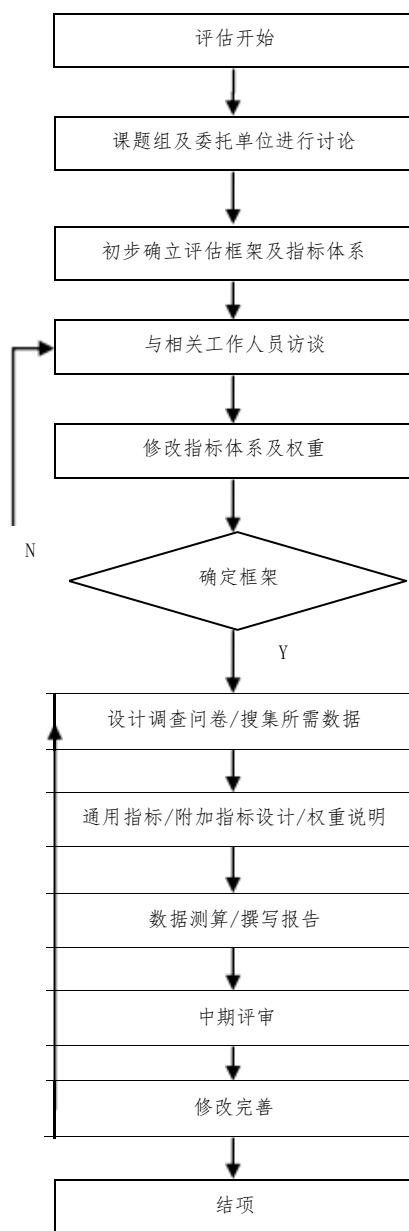 评估开始
课题组及委托单位进行讨论
初步确立评估框架及指标体系
与相关工作人员访谈
修改指标体系及权重
N
确定框架
Y
设计调查问卷/搜集所需数据
通用指标/附加指标设计/权重说明
数据测算/撰写报告
中期评审
修改完善
结项